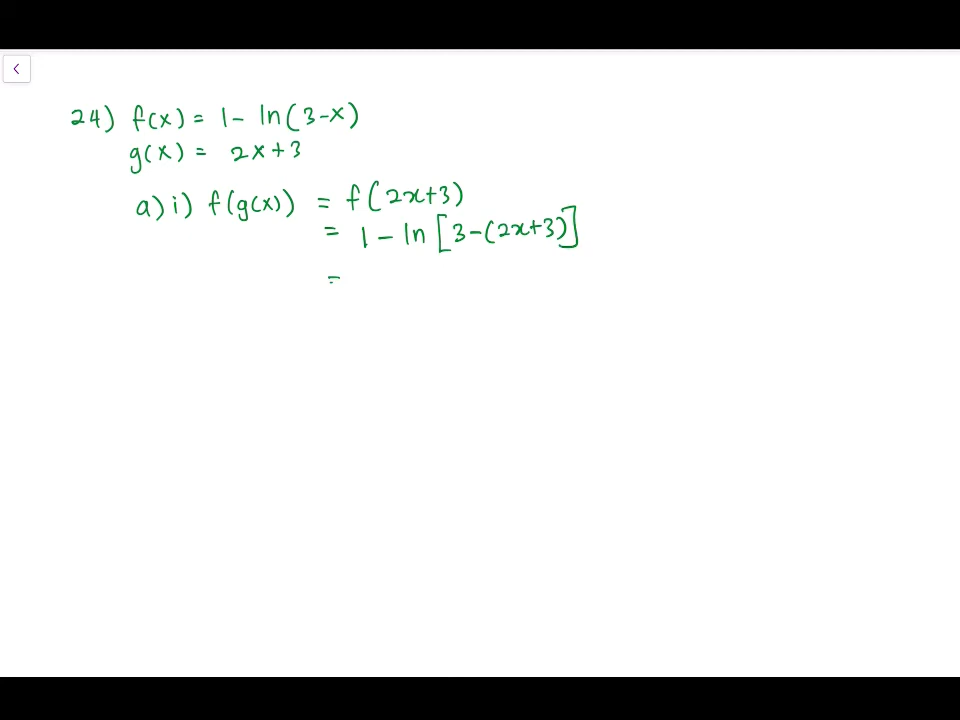 24) f(x) = 1 - ln(3-x)
g(x) = 2x+3
a) i) f(g(x)) = f(2x+3)
= 1 - ln[3-(2x+3)]
=